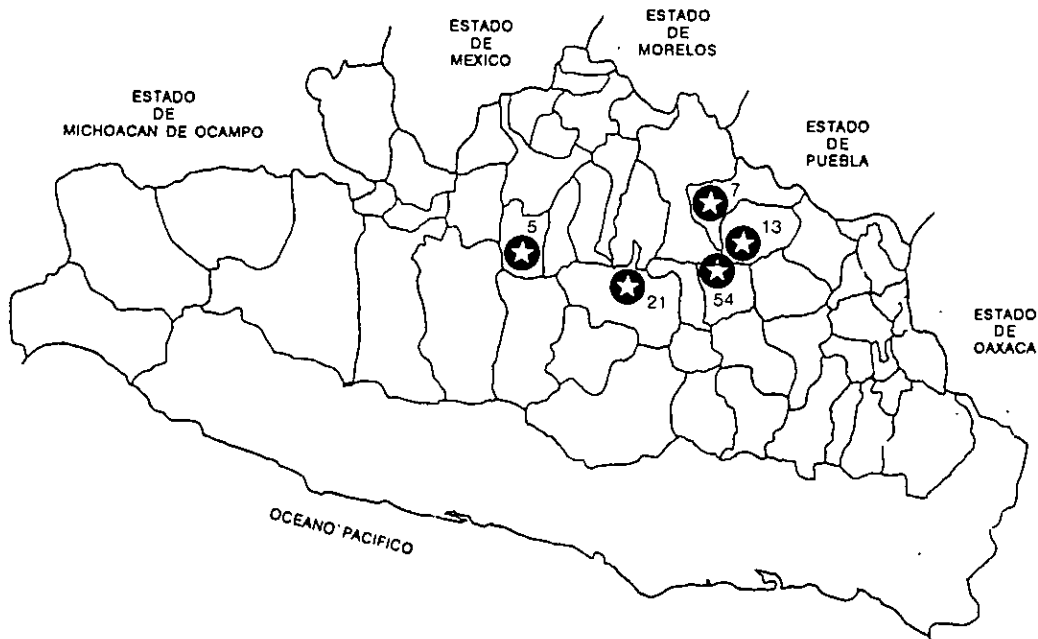 ESTADO
DE
MEXICO
ESTADO
DE
MORELOS
ESTADO
DE
MICHOACAN DE OCAMPO
ESTADO
DE
PUEBLA
7
5
13
21
54
ESTADO
DE
OAXACA
OCEANO PACIFICO